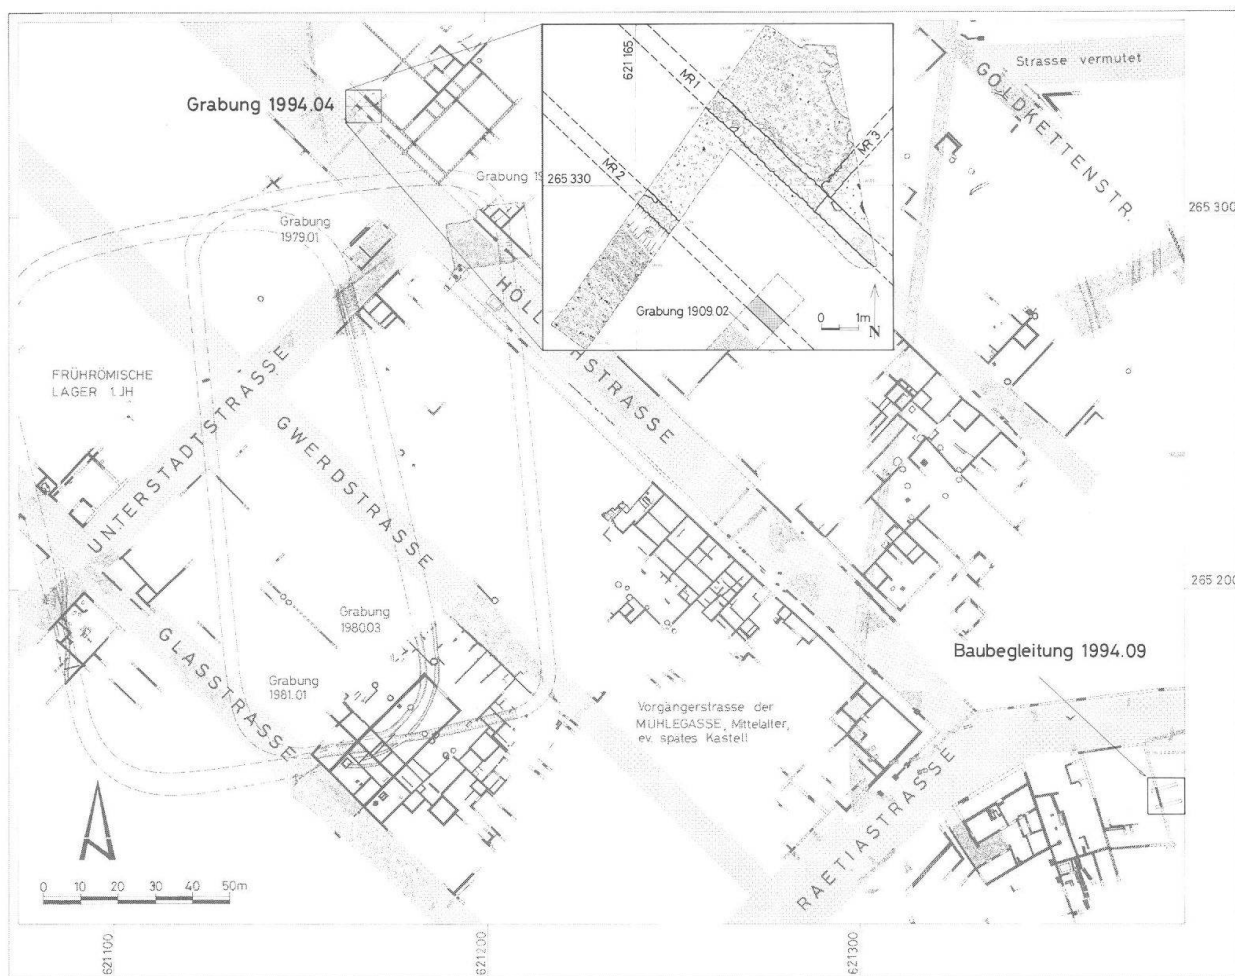 Grabung 1994.04
621 165
MR1
MR 2
MR 3
265 330
Grabung 1909.02
0 1m
N
Strasse vermutet
GOLDKETTENSTR.
265 300
Grabung
1979.01
FRÜHRÖMISCHE
LAGER 1.JH
UNTERSTADTSTRASSE
GWERDSTRASSE
HSTRASSE
265 200
Grabung
1980.03
GLASSTRASSE
Grabung
1981.01
Baubegleitung 1994.09
Vorgängerstrasse der
MÜHLEGASSE, Mittelalter,
ev. spätes Kastell
RAETIASTRASSE
0 10 20 30 40 50m
621100
621200
621300